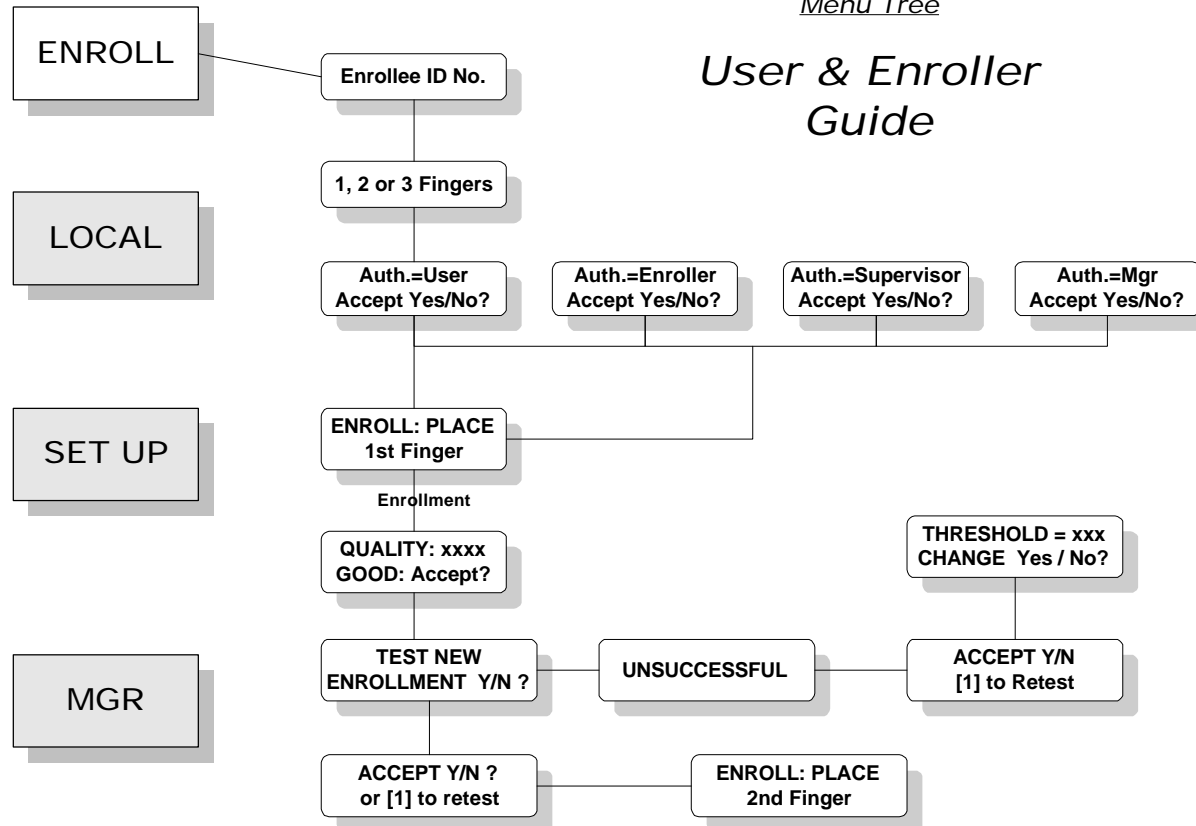 Menu Tree
User & Enroller
Guide
ENROLL
Enrollee ID No.
1, 2 or 3 Fingers
LOCAL
Auth.=User
Accept Yes/No?
Auth.=Enroller
Accept Yes/No?
Auth.=Supervisor
Accept Yes/No?
Auth.=Mgr
Accept Yes/No?
SET UP
ENROLL: PLACE
1st Finger
Enrollment
QUALITY: xxxx
GOOD: Accept?
THRESHOLD = xxx
CHANGE Yes / No?
MGR
TEST NEW
ENROLLMENT Y/N ?
UNSUCCESSFUL
ACCEPT Y/N
[1] to Retest
ACCEPT Y/N ?
or [1] to retest
ENROLL: PLACE
2nd Finger